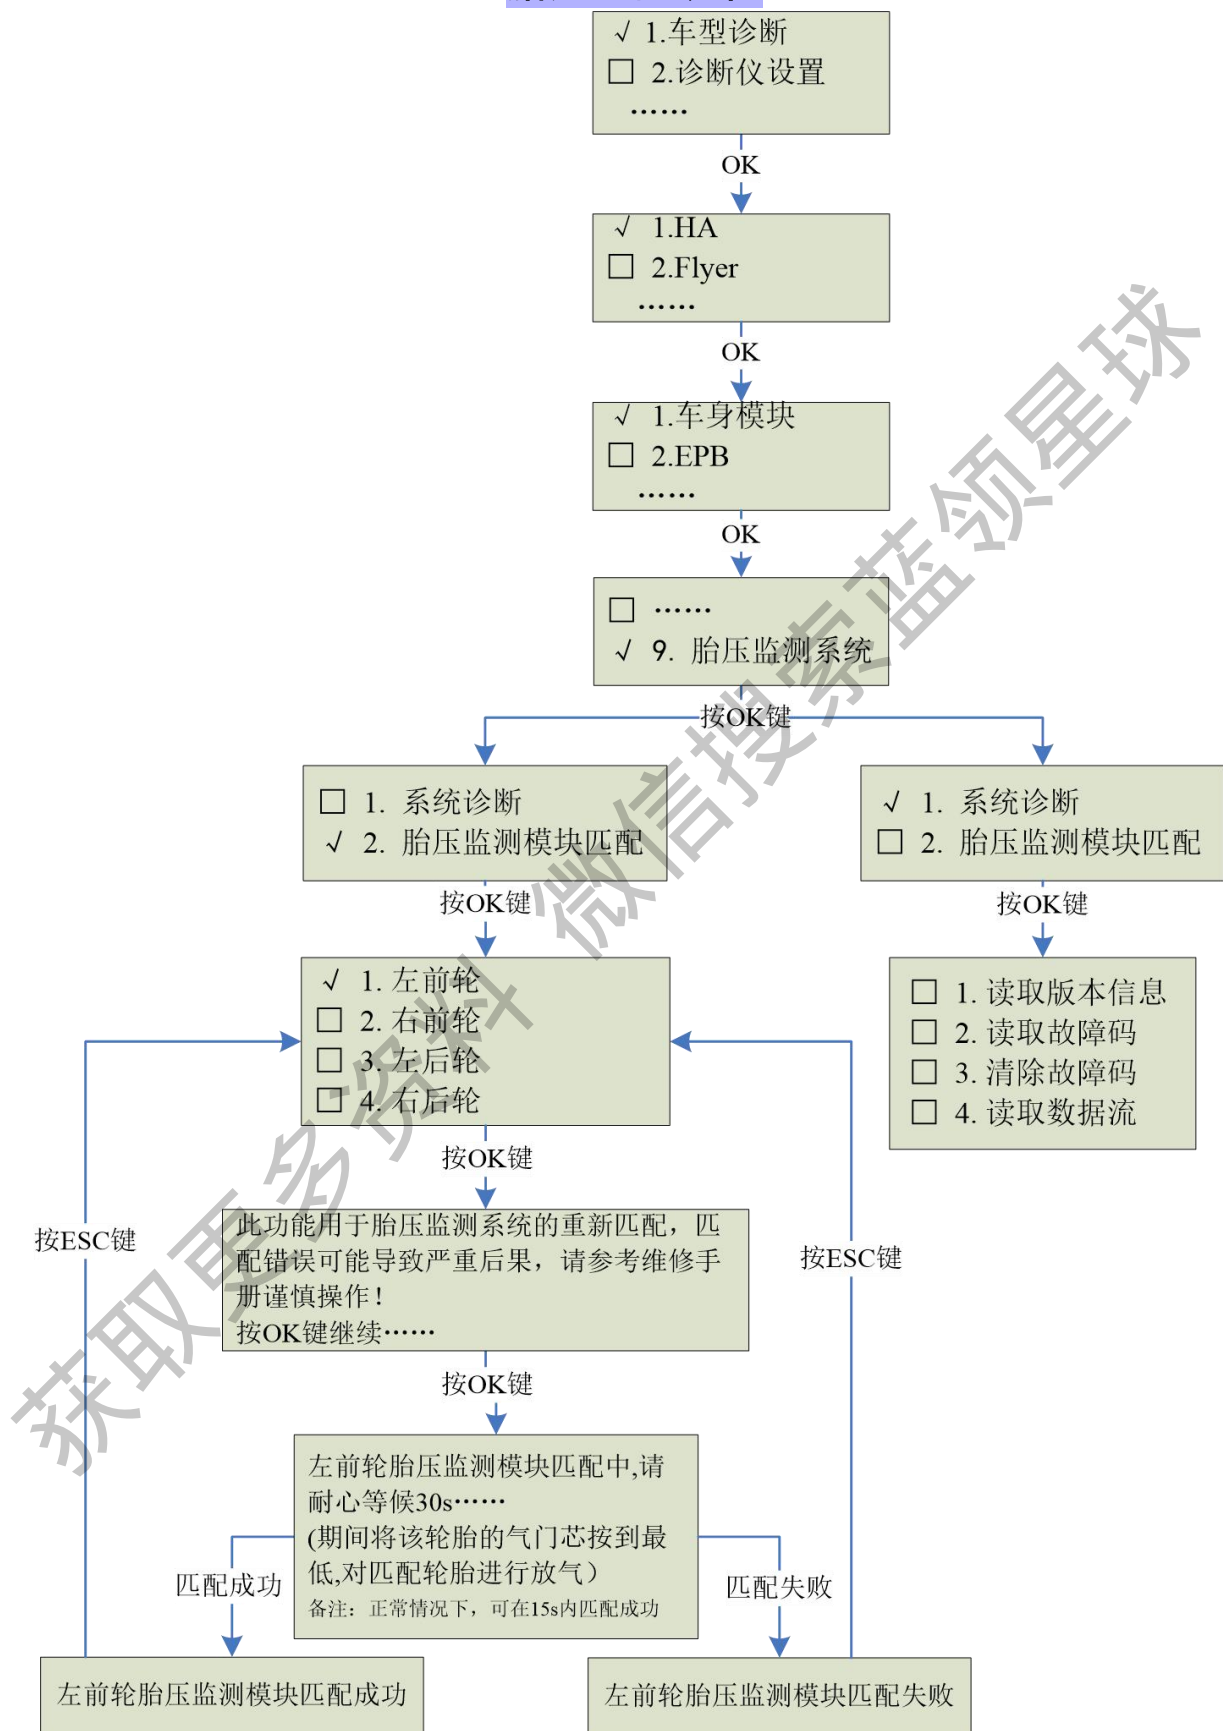 √ 1.车型诊断
□ 2.诊断仪设置
……
OK
√ 1.HA
□ 2.Flyer
……
OK
√ 1.车身模块
□ 2.EPB
……
OK
□ ……
√ 9. 胎压监测系统
按OK键
□ 1. 系统诊断
√ 2. 胎压监测模块匹配
按OK键
√ 1. 系统诊断
□ 2. 胎压监测模块匹配
按OK键
√ 1. 左前轮
□ 2. 右前轮
□ 3. 左后轮
□ 4. 右后轮
□ 1. 读取版本信息
□ 2. 读取故障码
□ 3. 清除故障码
□ 4. 读取数据流
按OK键
按ESC键
此功能用于胎压监测系统的重新匹配，匹
配错误可能导致严重后果，请参考维修手
册谨慎操作！
按OK键继续……
按ESC键
按OK键
左前轮胎压监测模块匹配中,请
耐心等候30s……
(期间将该轮胎的气门芯按到最
低,对匹配轮胎进行放气）
备注：正常情况下，可在15s内匹配成功
匹配成功
匹配失败
左前轮胎压监测模块匹配成功
左前轮胎压监测模块匹配失败
获取更多资料 微信搜索蓝领星球